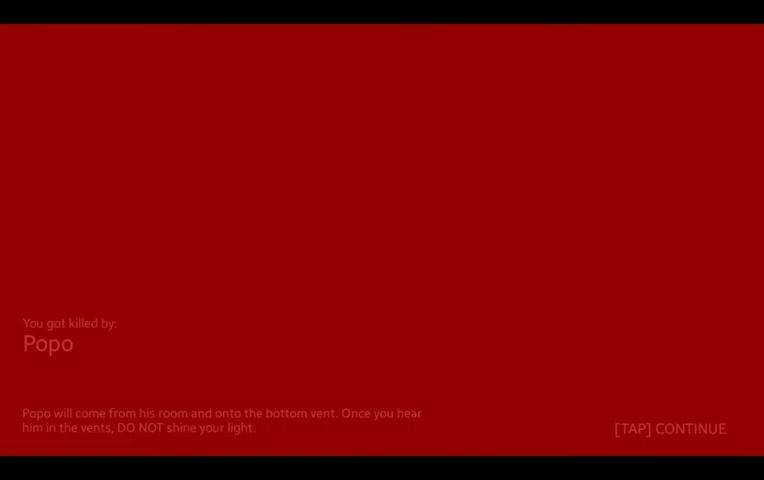 You got killed by:
Popo
Popo will come from his room and onto the bottom vent. Once you hear
him in the vents, DO NOT shine your light.
[TAP] CONTINUE